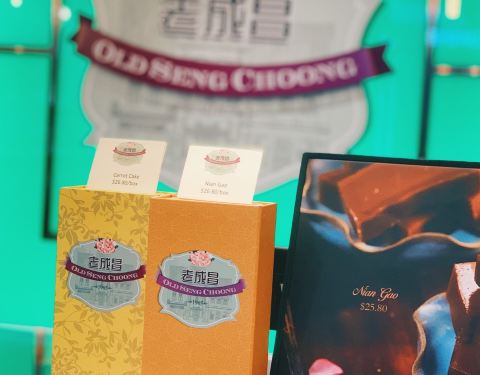 老成昌
OLD SENG CHOONG
Carrot Cake
$26.80/box
Nian Gao
$25.80/box
老成昌
OLD SENG CHOONG
老成昌
OLD SENG CHOONG
Nian Gao
$25.80